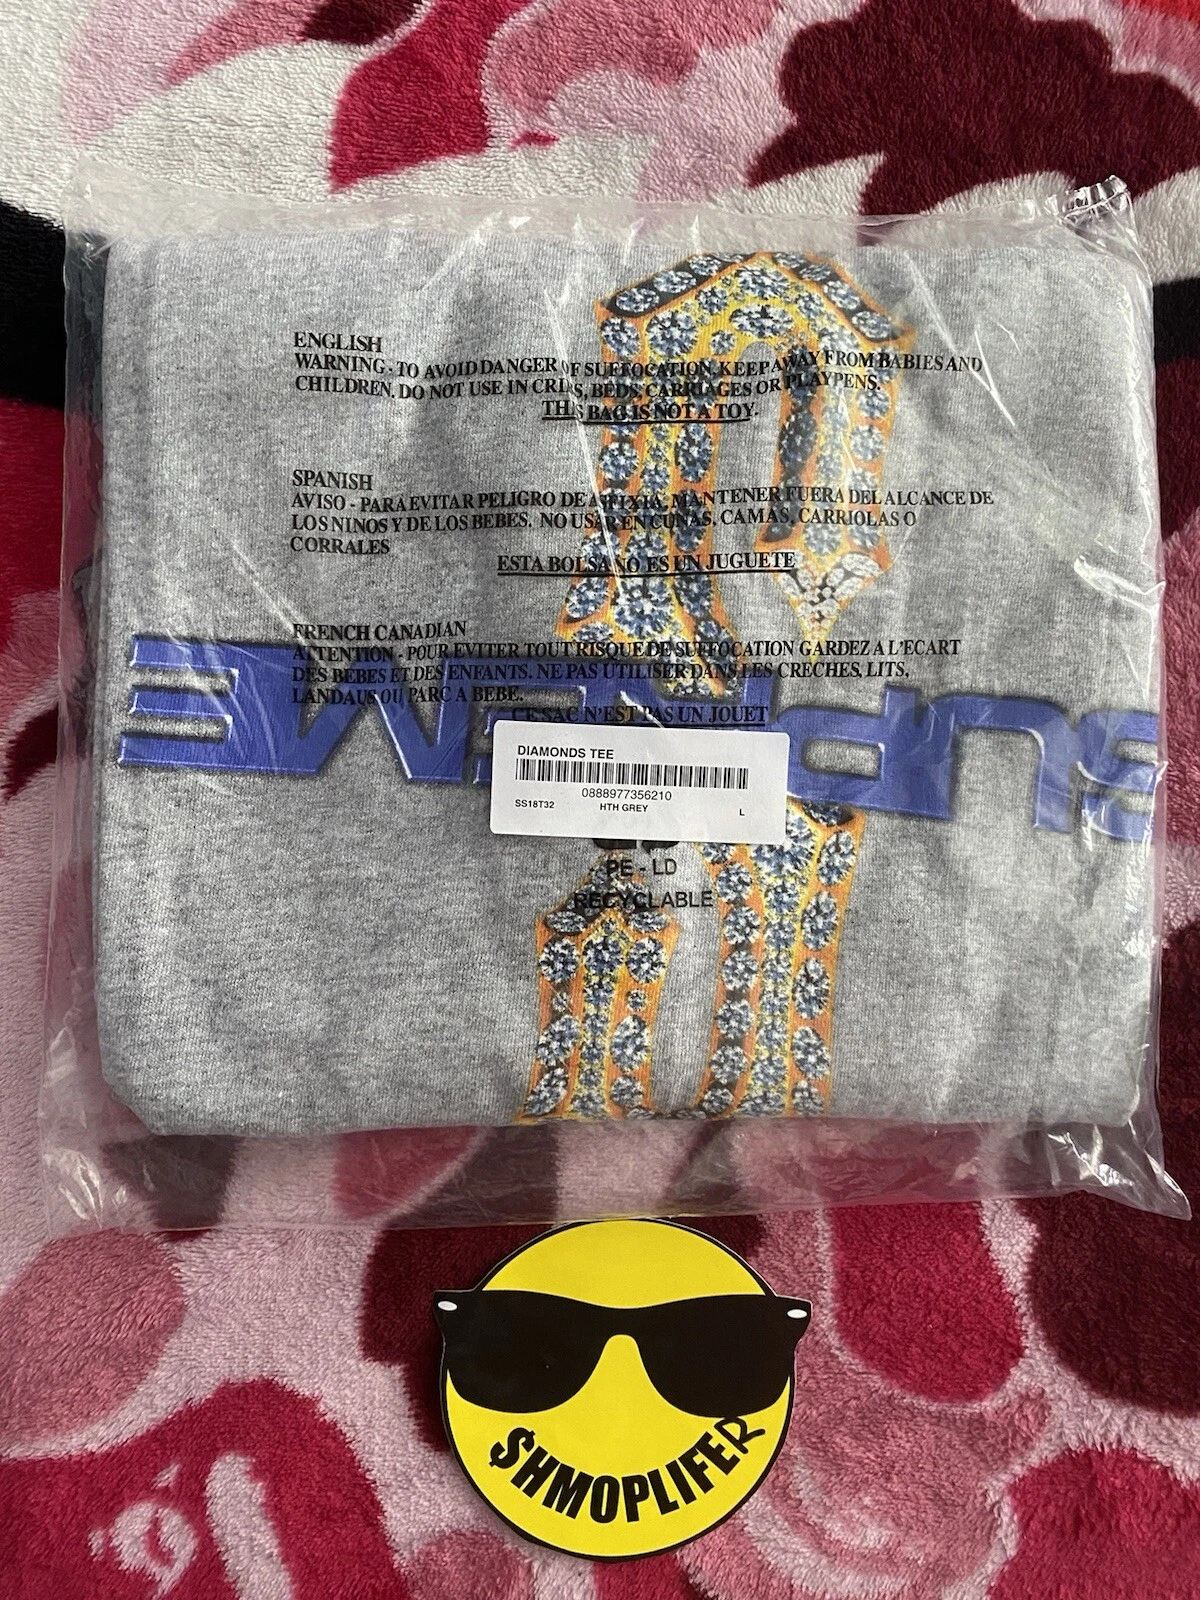 ENGLISH
WARNING - TO AVOID DANGER OF SUFFOCATION, KEEP AWAY FROM BABIES AND
CHILDREN. DO NOT USE IN CRIBS, BEDS, CARRIAGES OR PLAYPENS.
THIS BAG IS NOT A TOY.
SPANISH
AVISO - PARA EVITAR PELIGRO DE ASFIXIA, MANTENER FUERA DEL ALCANCE DE
LOS NINOS Y DE LOS BEBES. NO USAR EN CUNAS, CAMAS, CARRIOLAS O
CORRALES
ESTA BOLSA NO ES UN JUGUETE
FRENCH CANADIAN
ATTENTION - POUR EVITER TOUT RISQUE DE SUFFOCATION GARDEZ A L'ECART
DES BEBES ET DES ENFANTS. NE PAS UTILISER DANS LES CRECHES, LITS,
LANDAUS OU PARC A BEBE.
CE SAC N'EST PAS UN JOUET
SUPREME
DIAMONDS TEE
0888977356210
SS18T32 HTH GREY L
PE - LD
RECYCLABLE
$HMOPLIFER